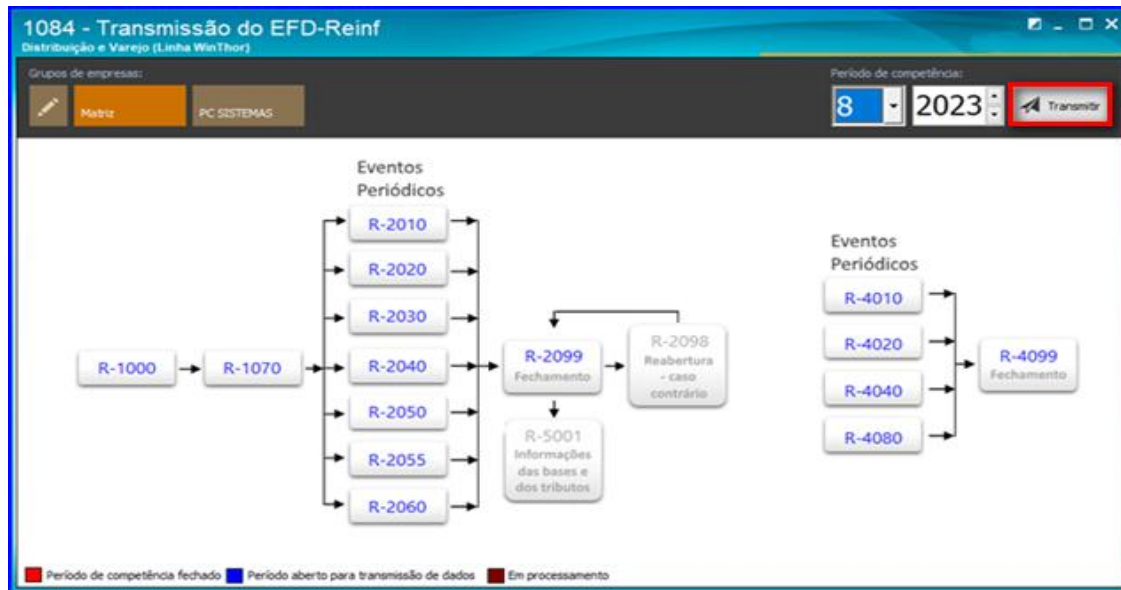 1084 - Transmissão do EFD-Reinf
Distribuição e Varejo (Linha WinThor)
Grupos de empresas:
Matriz
PC SISTEMAS
Período de competência:
8
2023
Transmitir
Eventos
Periódicos
R-2010
R-2020
R-2030
R-2040
R-2050
R-2055
R-2060
R-1000
R-1070
R-2099
Fechamento
R-2098
Reabertura
- caso
contrário
R-5001
Informações
das bases e
dos tributos
Eventos
Periódicos
R-4010
R-4020
R-4040
R-4080
R-4099
Fechamento
Período de competência fechado
Período aberto para transmissão de dados
Em processamento